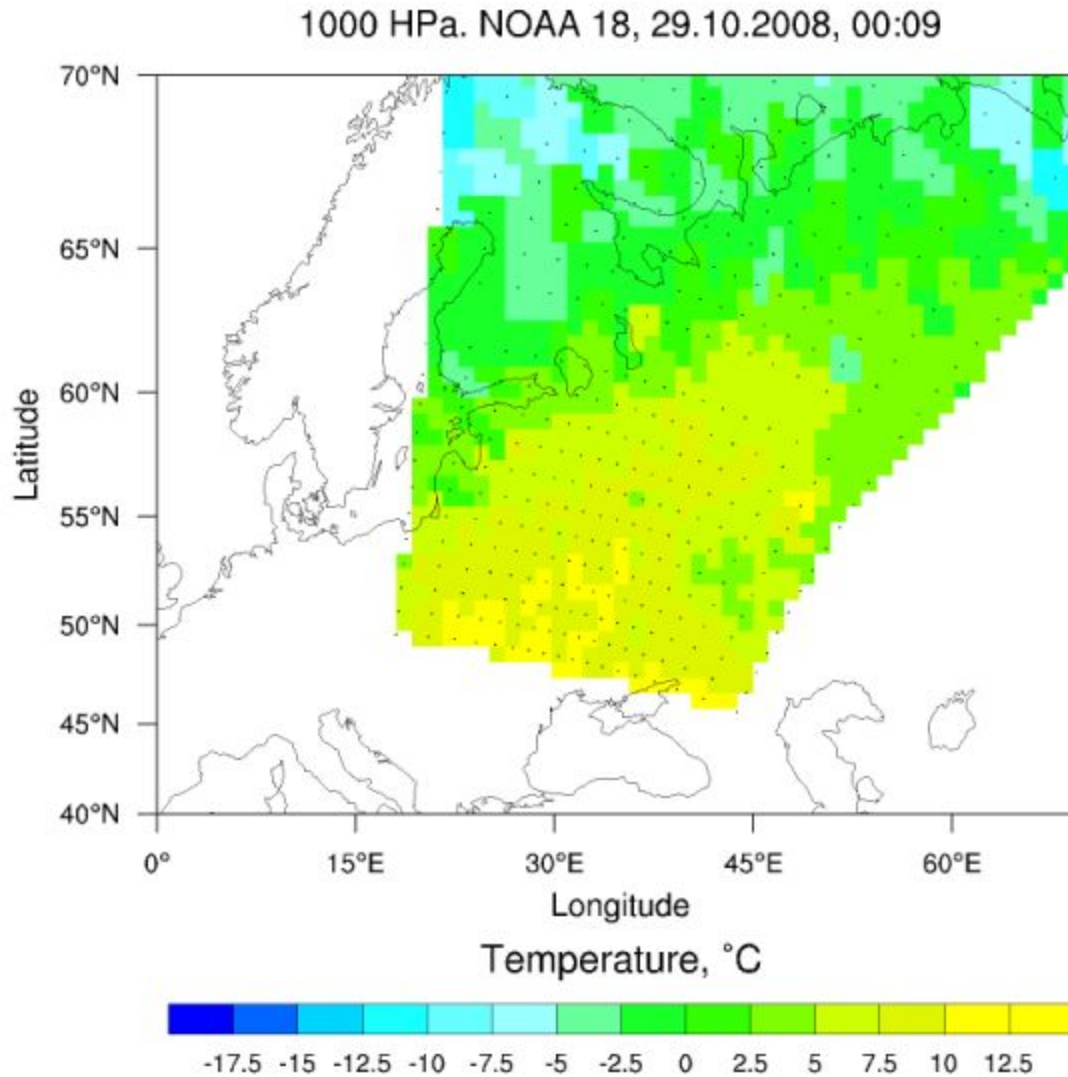 1000 HPa. NOAA 18, 29.10.2008, 00:09
70°N
65°N
60°N
55°N
50°N
45°N
40°N
Latitude
0° 15°E 30°E 45°E 60°E
Longitude
Temperature, °C
-17.5 -15 -12.5 -10 -7.5 -5 -2.5 0 2.5 5 7.5 10 12.5